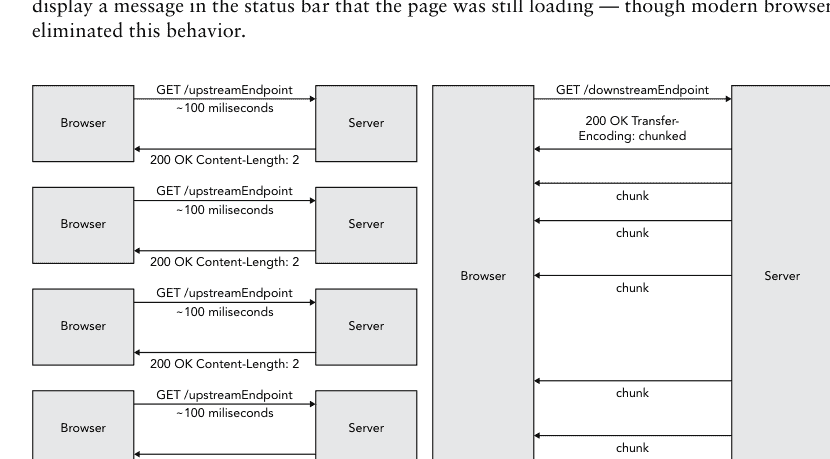 display a message in the status bar that the page was still loading — though modern browser
eliminated this behavior.
GET /upstreamEndpoint
~100 miliseconds
Browser
Server
200 OK Content-Length: 2
GET /upstreamEndpoint
~100 miliseconds
Browser
Server
200 OK Content-Length: 2
GET /upstreamEndpoint
~100 miliseconds
Browser
Server
200 OK Content-Length: 2
GET /upstreamEndpoint
~100 miliseconds
Browser
Server
GET /downstreamEndpoint
200 OK Transfer-
Encoding: chunked
chunk
chunk
Browser
Server
chunk
chunk
chunk